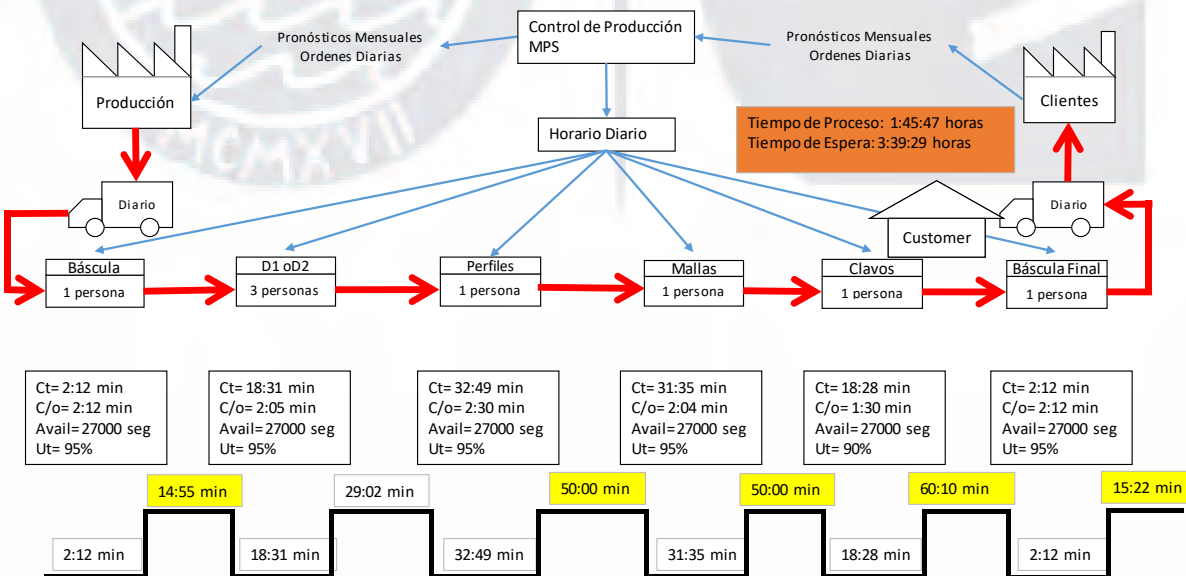 Control de Producción
MPS
Pronósticos Mensuales
Ordenes Diarias
Pronósticos Mensuales
Ordenes Diarias
Producción
Clientes
Tiempo de Proceso: 1:45:47 horas
Tiempo de Espera: 3:39:29 horas
Horario Diario
MCMXVII
Diario
Diario
Customer
Báscula
1 persona
D1 oD2
3 personas
Perfiles
1 persona
Mallas
1 persona
Clavos
1 persona
Báscula Final
1 persona
Ct= 2:12 min
C/o= 2:12 min
Avail=27000 seg
Ut= 95%
Ct= 18:31 min
C/o= 2:05 min
Avail=27000 seg
Ut= 95%
Ct= 32:49 min
C/o= 2:30 min
Avail=27000 seg
Ut= 95%
Ct= 31:35 min
C/o= 2:04 min
Avail=27000 seg
Ut= 95%
Ct= 18:28 min
C/o= 1:30 min
Avail=27000 seg
Ut= 90%
Ct= 2:12 min
C/o= 2:12 min
Avail=27000 seg
Ut= 95%
14:55 min
29:02 min
50:00 min
50:00 min
60:10 min
15:22 min
2:12 min
18:31 min
32:49 min
31:35 min
18:28 min
2:12 min